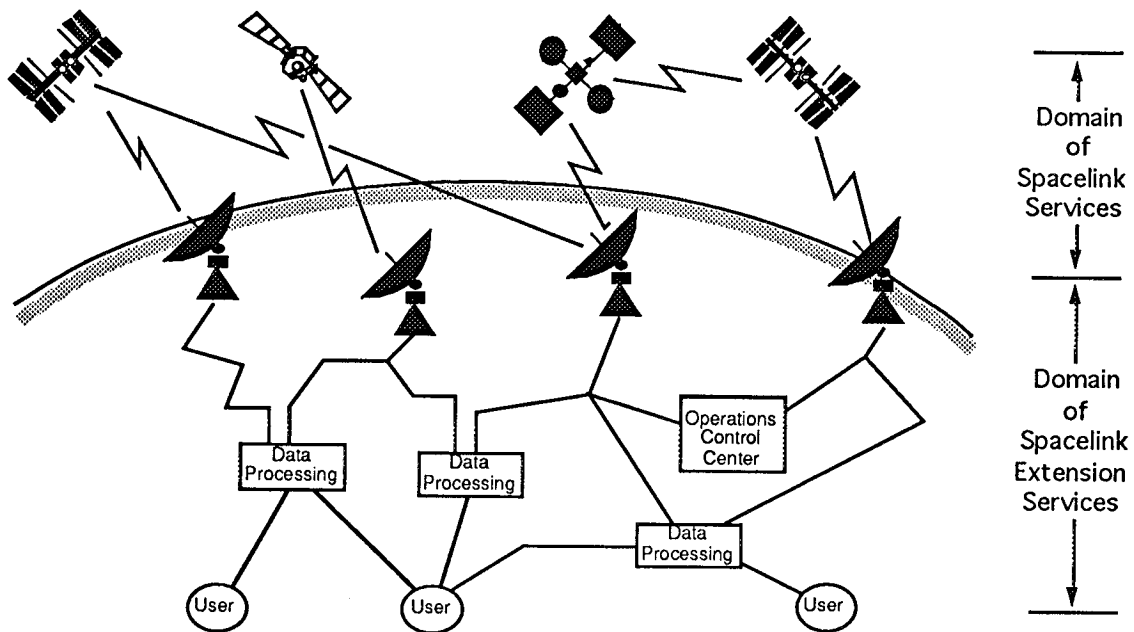 Domain
of
Spacelink
Services
Domain
of
Spacelink
Extension
Services
Operations
Control
Center
Data
Processing
Data
Processing
Data
Processing
User
User
User